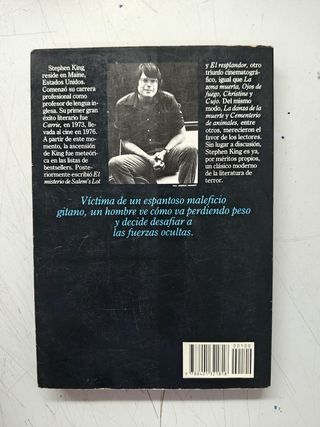 Stephen King
reside en Maine,
Estados Unidos.
Comenzó su carrera
profesional como
profesor de lengua in-
glesa. Su primer gran
éxito literario fue
Carrie, en 1973, lle-
vada al cine en 1976.
A partir de este mo-
mento, la ascensión
de King fue meteóri-
ca en las listas de
bestsellers. Poste-
riormente escribió El
misterio de Salem's Lot
y El resplandor, otro
triunfo cinematográ-
fico, igual que La
zona muerta, Ojos de
fuego, Christine y
Cujo. Del mismo
modo, La danza de la
muerte y Cementerio
de animales, entre
otros, merecieron el fa-
vor de los lectores.
Sin lugar a discusión,
Stephen King es ya,
por méritos propios,
un clásico moderno
de la literatura de
terror.
Víctima de un espantoso maleficio
gitano, un hombre ve cómo va perdiendo peso
y decide desafiar a
las fuerzas ocultas.
00100
9 788401 321818